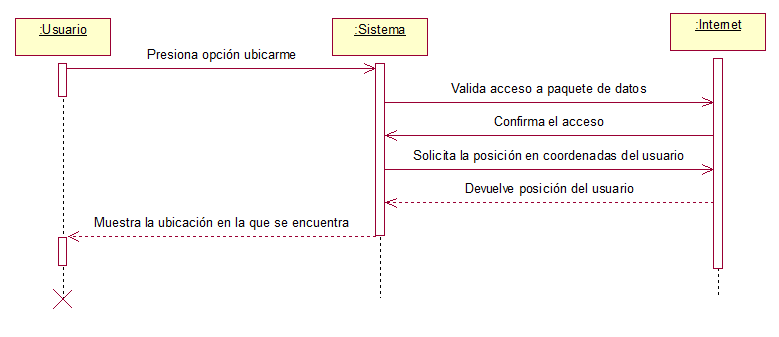 :Usuario
:Sistema
:Internet
Presiona opción ubicarme
Valida acceso a paquete de datos
Confirma el acceso
Solicita la posición en coordenadas del usuario
Devuelve posición del usuario
Muestra la ubicación en la que se encuentra